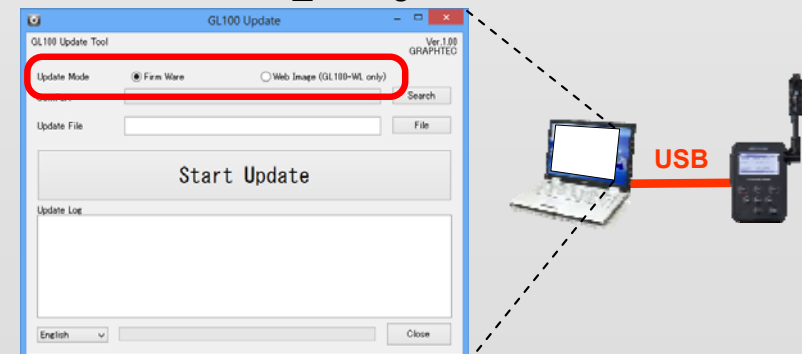 GL100 Update
GL100 Update Tool
Ver.1.00
GRAPHTEC
Update Mode
Firm Ware
Web Image (GL100-WL only)
Search
Update File
File
Start Update
Update Log
English
Close
USB